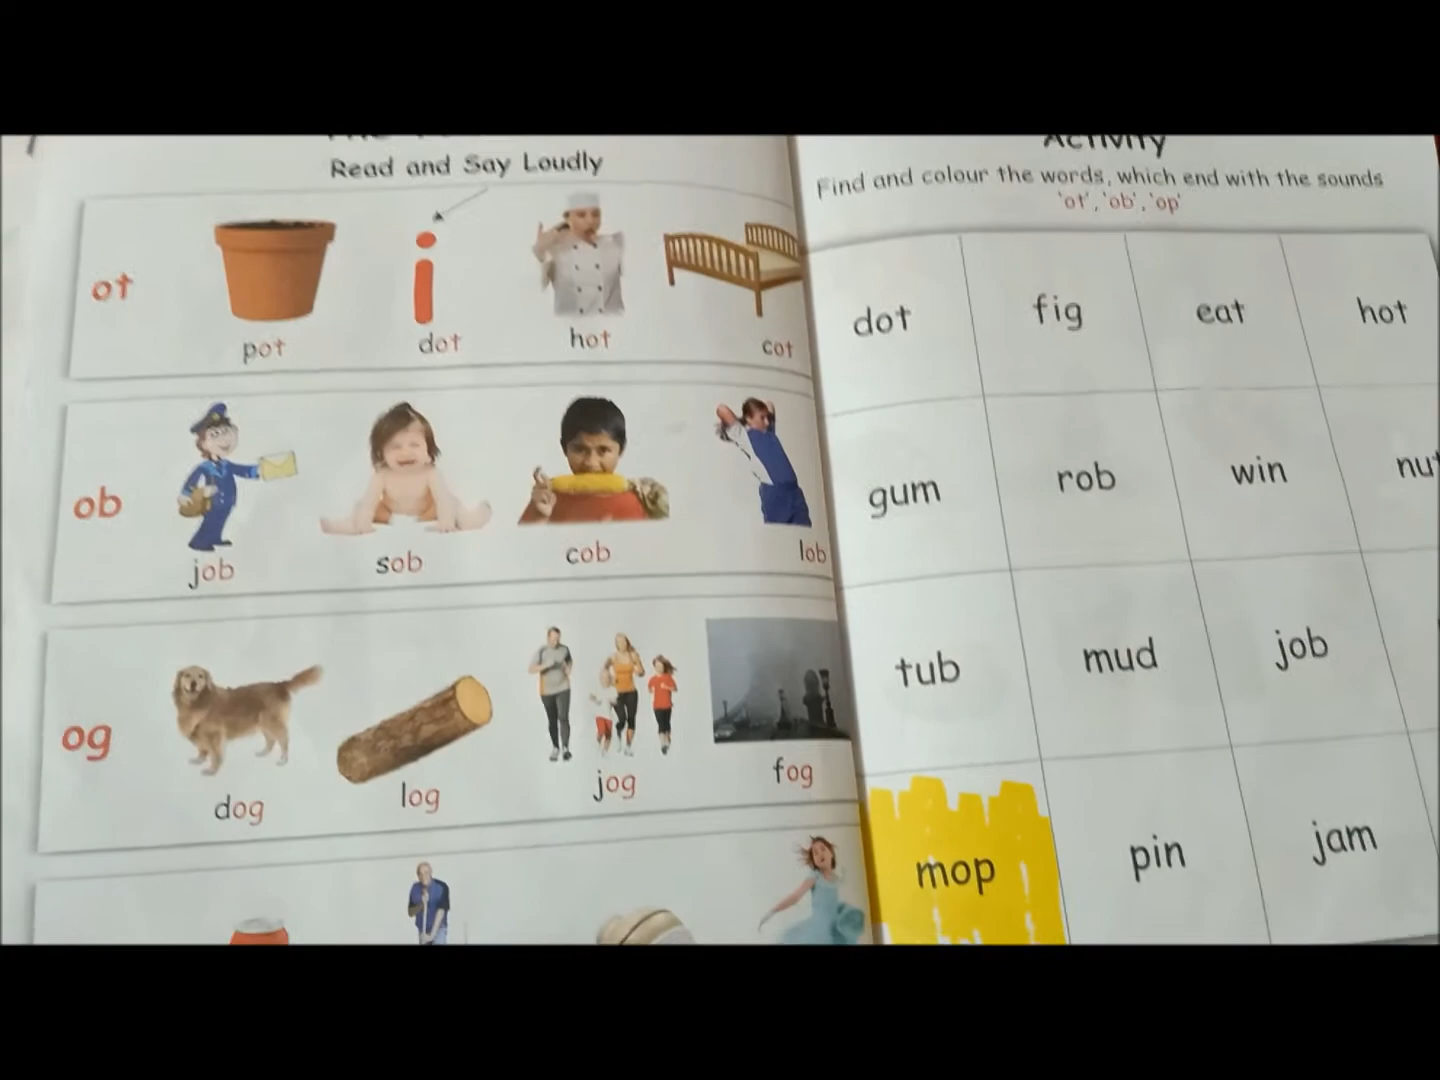 Read and Say Loudly
ot
pot dot hot cot
ob
job sob cob lob
og
dog log jog fog
Activity
Find and colour the words, which end with the sounds
'ot', 'ob', 'op'
dot fig eat hot
gum rob win
tub mud job
mop pin jam